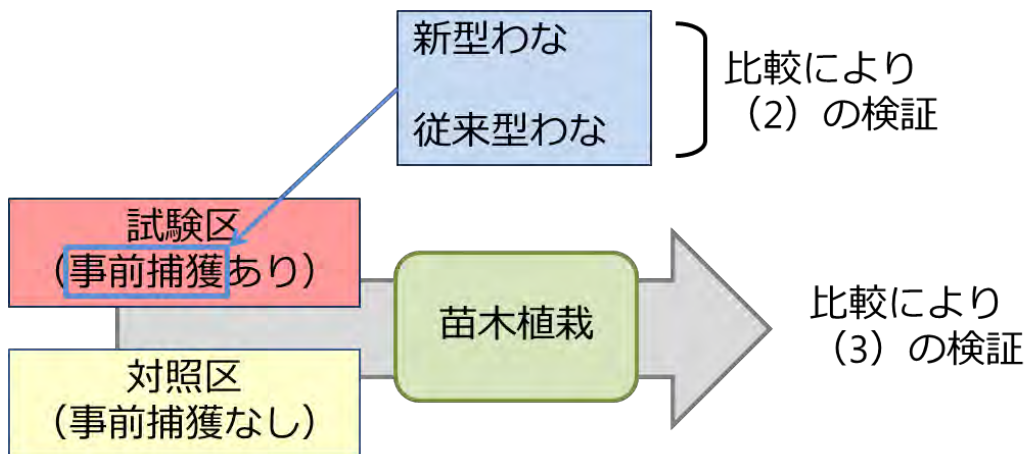 新型わな
従来型わな
比較により
（2）の検証
試験区
（事前捕獲あり）
苗木植栽
対照区
（事前捕獲なし）
比較により
（3）の検証